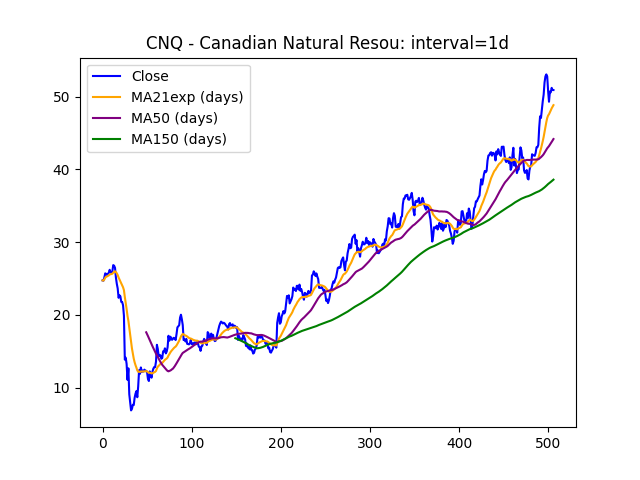 CNQ - Canadian Natural Resou: interval=1d
Close
MA21exp (days)
MA50 (days)
MA150 (days)
50
40
30
20
10
0 100 200 300 400 500